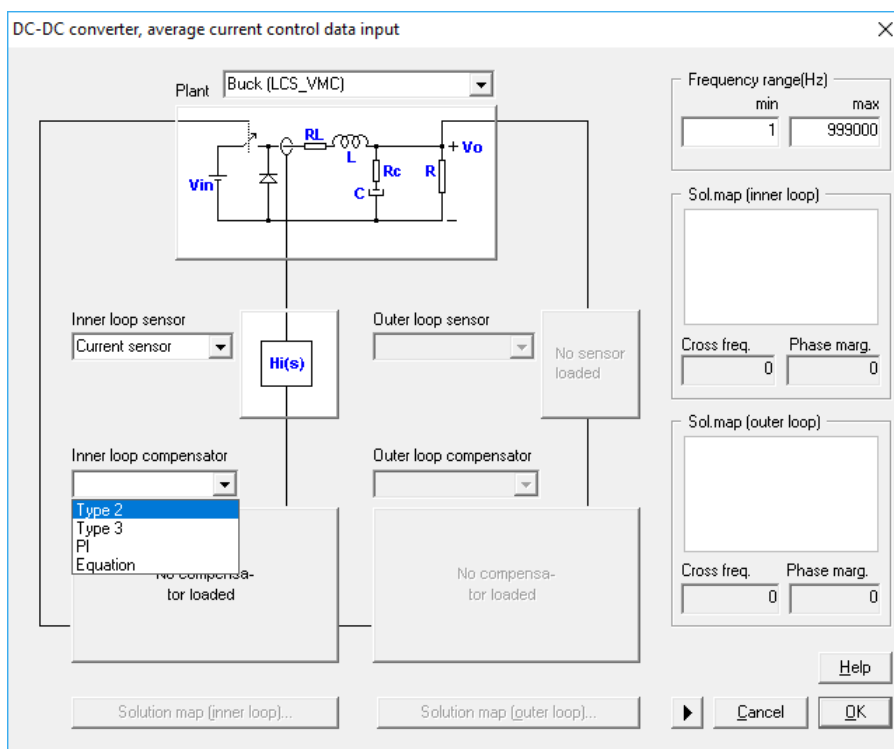 DC-DC converter, average current control data input
Plant
Buck (LCS_VMC)
Vin
RL
L
Rc
C
R
+ Vo
−
Inner loop sensor
Current sensor
Hi(s)
Outer loop sensor
No sensor
loaded
Inner loop compensator
Type 2
Type 3
PI
Equation
No compensa-
tor loaded
Outer loop compensator
No compensa-
tor loaded
Solution map (inner loop)...
Solution map (outer loop)...
Frequency range(Hz)
min max
1 999000
Sol.map (inner loop)
Cross freq. Phase marg.
0 0
Sol.map (outer loop)
Cross freq. Phase marg.
0 0
Help
Cancel
OK